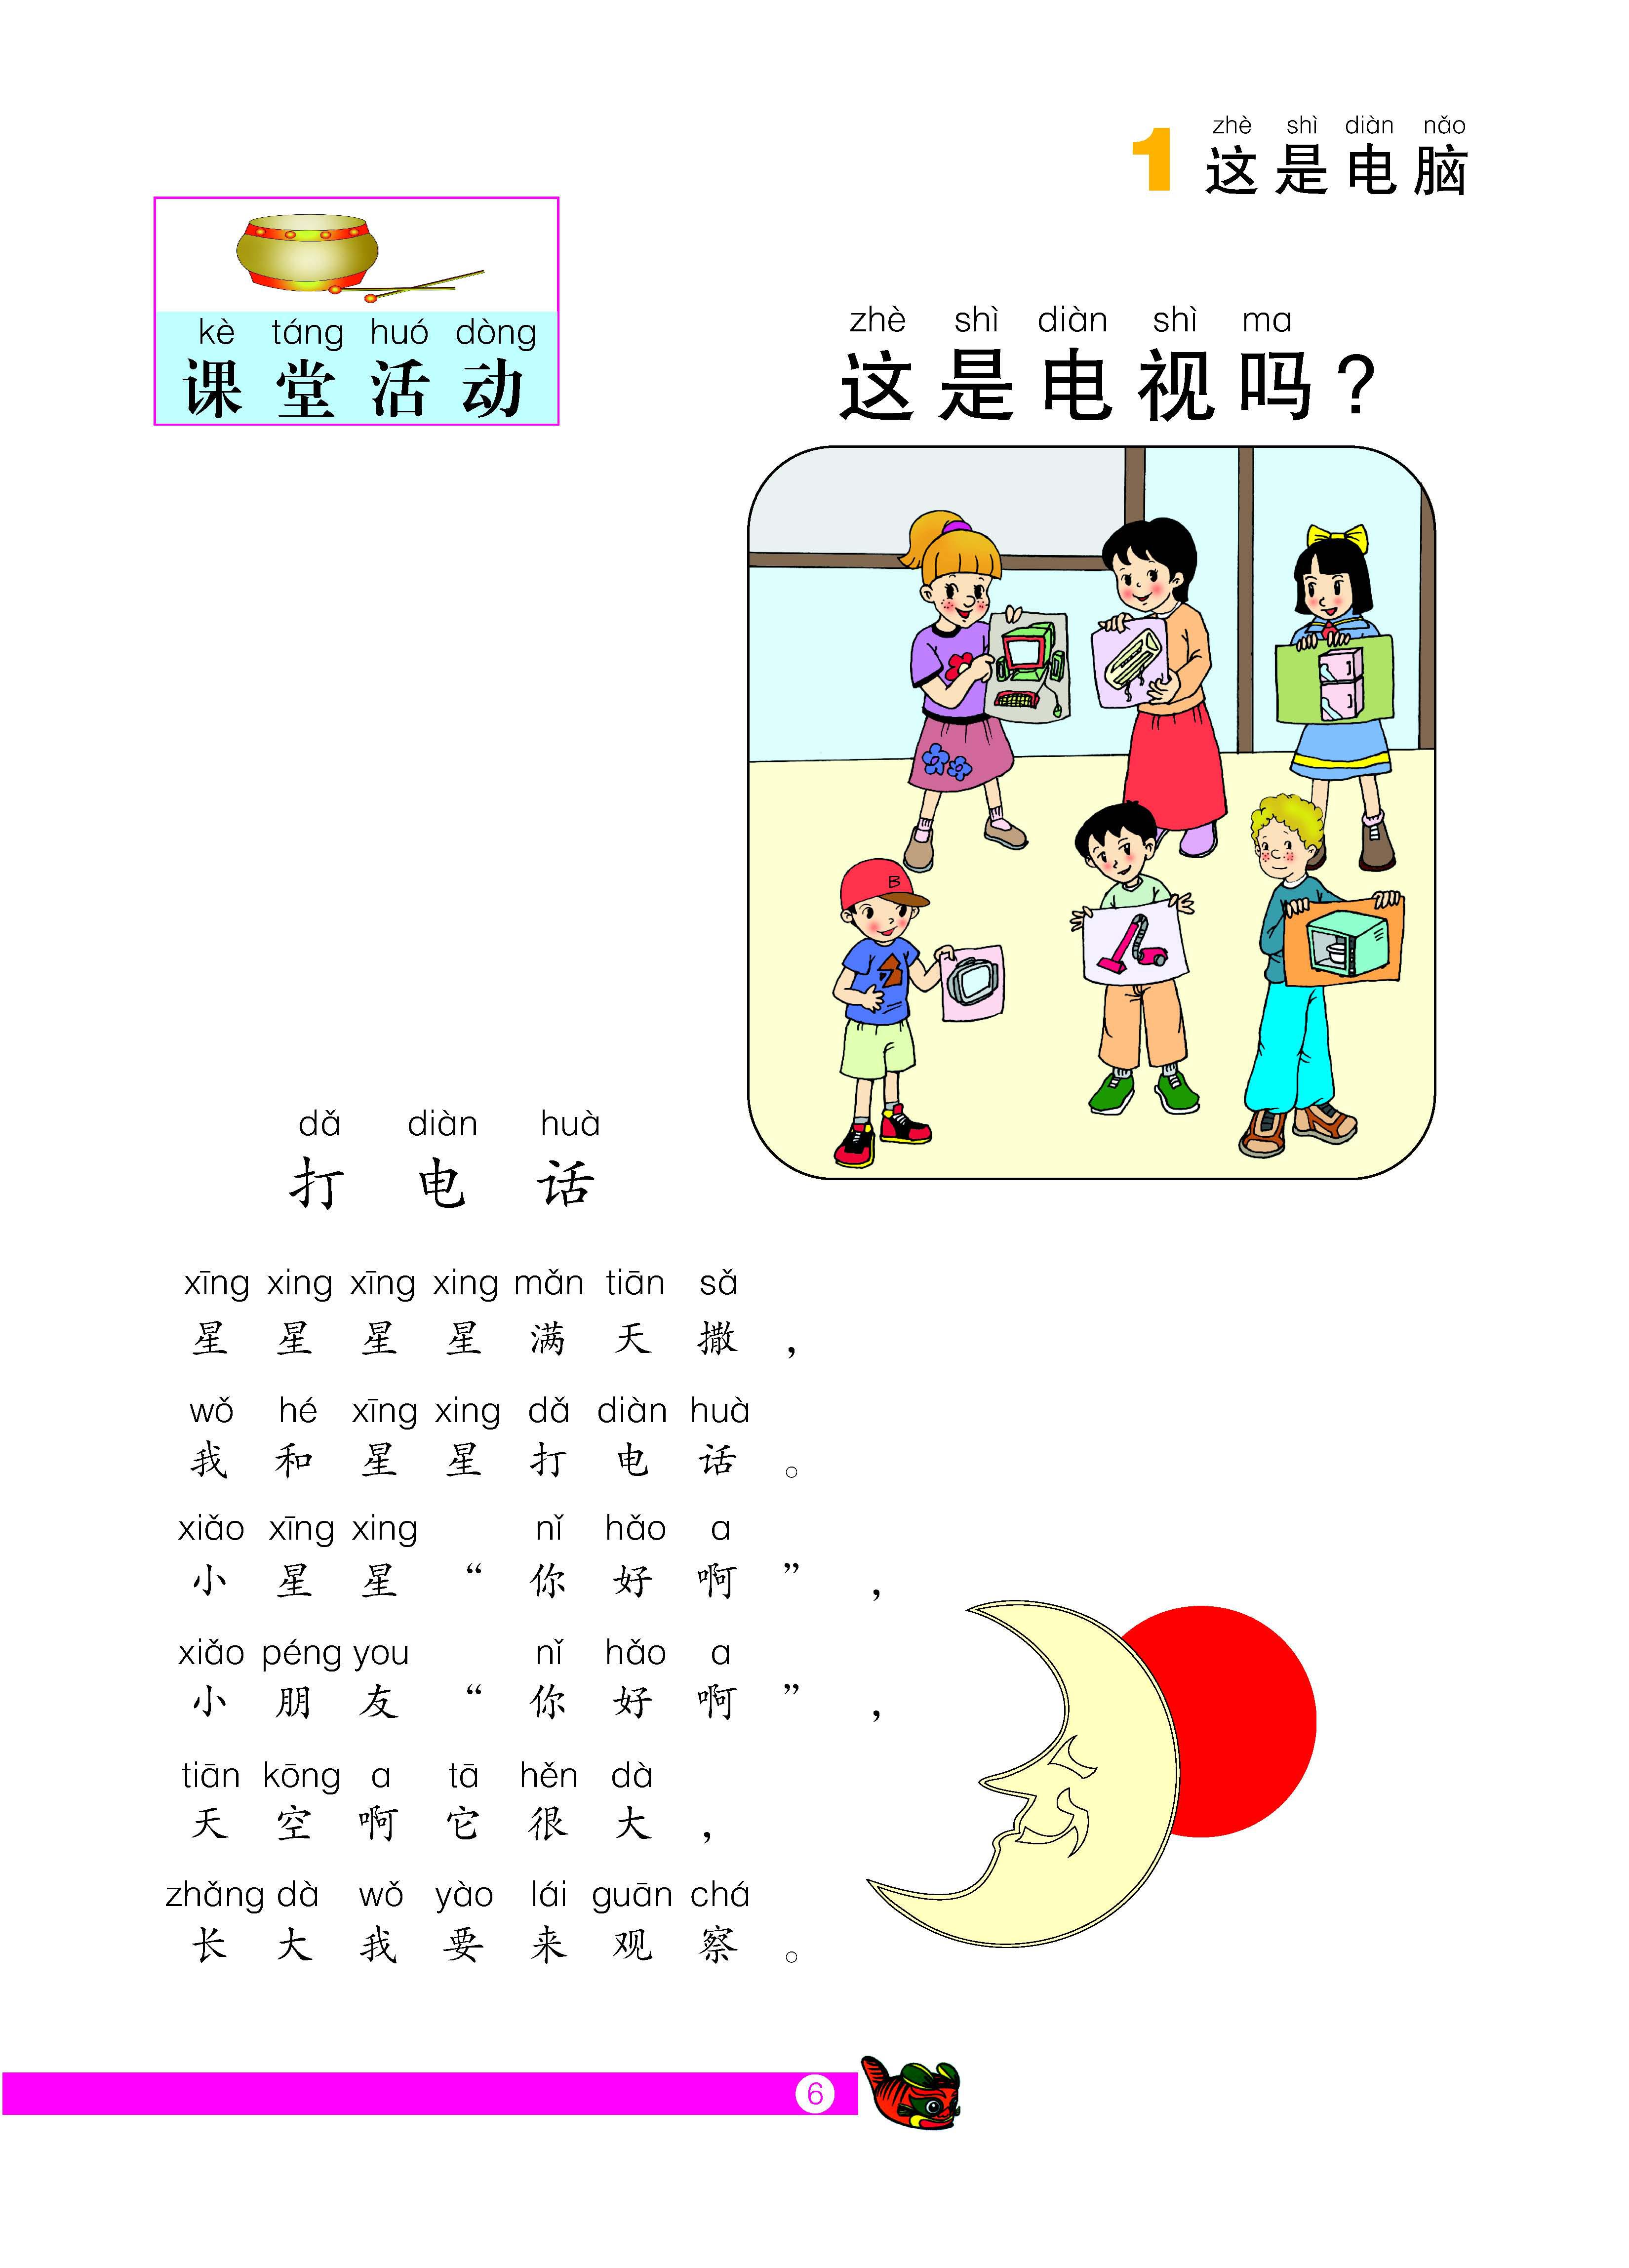 1
zhè shì diàn nǎo
这是电脑
kè táng huó dòng
课堂活动
zhè shì diàn shì ma
这是电视吗？
B
dǎ diàn huà
打电话
xīng xing xīng xing mǎn tiān sǎ
星星星星满天撒，
wǒ hé xīng xing dǎ diàn huà
我和星星打电话。
xiǎo xīng xing nǐ hǎo a
小星星“你好啊”，
xiǎo péng you nǐ hǎo a
小朋友“你好啊”，
tiān kōng a tā hěn dà
天空啊它很大，
zhǎng dà wǒ yào lái guān chá
长大我要来观察。
6